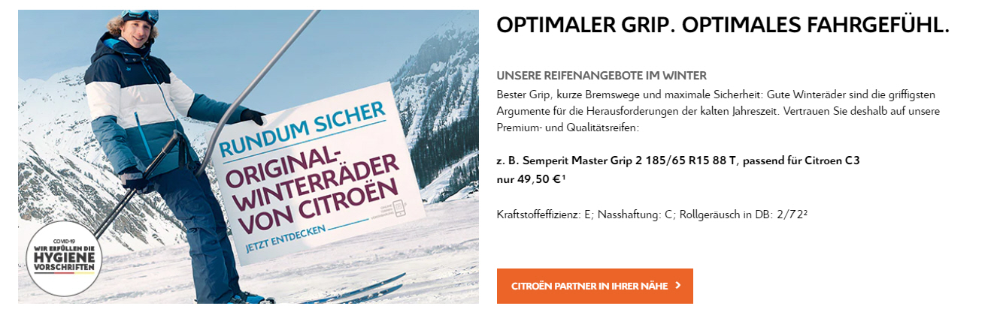 RUNDUM SICHER
ORIGINAL-
WINTERRÄDER
VON CITROËN
JETZT ENTDECKEN
COVID-19
WIR ERFÜLLEN DIE
HYGIENE
VORSCHRIFTEN
OPTIMALER GRIP. OPTIMALES FAHRGEFÜHL.
UNSERE REIFENANGEBOTE IM WINTER
Bester Grip, kurze Bremswege und maximale Sicherheit: Gute Winteräder sind die griffigsten
Argumente für die Herausforderungen der kalten Jahreszeit. Vertrauen Sie deshalb auf unsere
Premium- und Qualitätsreifen:
z. B. Semperit Master Grip 2 185/65 R15 88 T, passend für Citroen C3
nur 49,50 €¹
Kraftstoffeffizienz: E; Nasshaftung: C; Rollgeräusch in DB: 2/72²
CITROËN PARTNER IN IHRER NÄHE